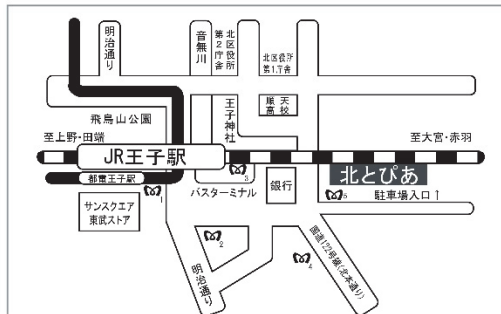 明治通り
音無川
北区役所
第2庁舎
北区役所
第1庁舎
順天
高校
王子神社
飛鳥山公園
至上野・田端
JR王子駅
至大宮・赤羽
都電王子駅
北とぴあ
1
3
5
バスターミナル
銀行
駐車場入口↑
サンスクエア
東武ストア
2
4
明治通り
国道122号線(北本通り)